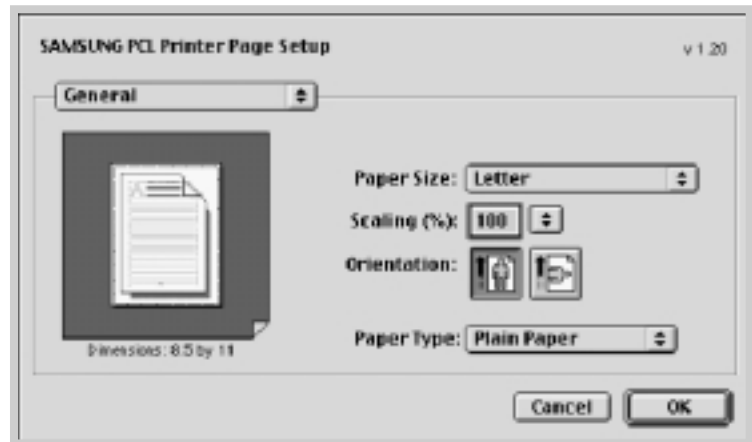 SAMSUNG PCL Printer Page Setup
v 1.20
General
Paper Size: Letter
Scaling (%): 100
Orientation:
Paper Type: Plain Paper
Dimensions: 8.5 by 11
Cancel OK